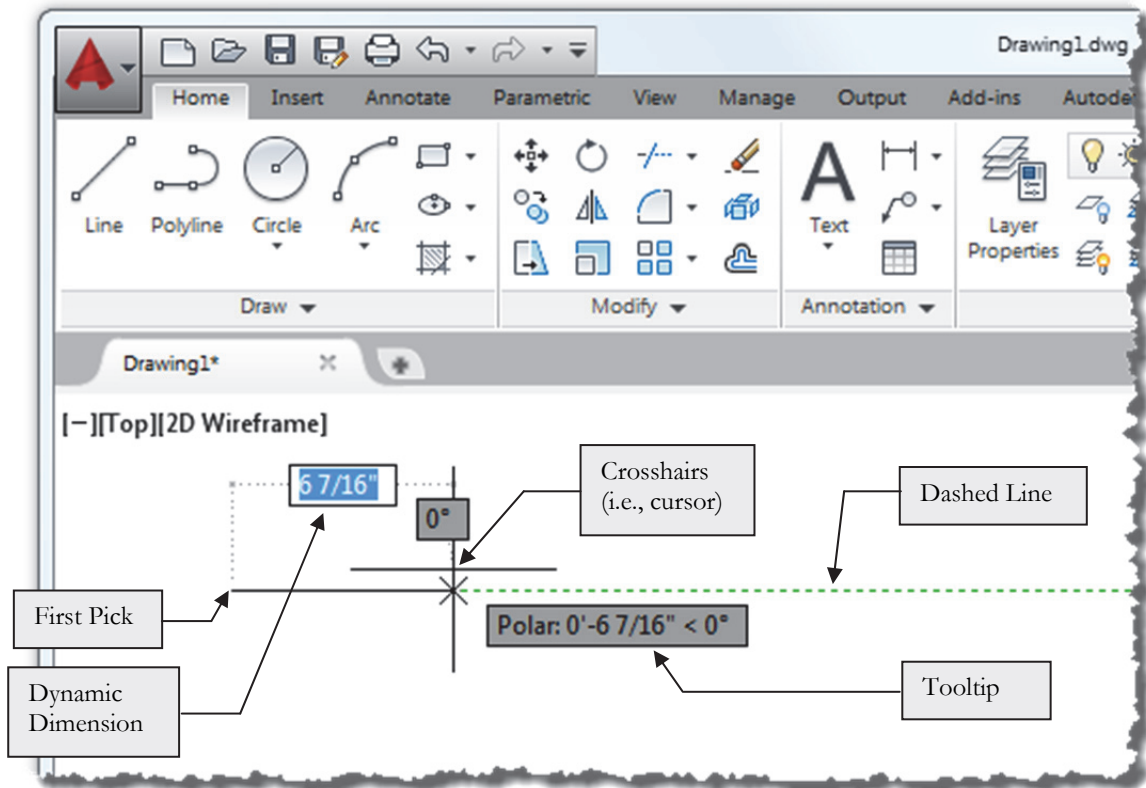 Drawing1.dwg
Home Insert Annotate Parametric View Manage Output Add-ins Autode
Line Polyline Circle Arc Text Layer Properties
Draw Modify Annotation
Drawing1*
[−][Top][2D Wireframe]
6 7/16"
0°
Crosshairs
(i.e., cursor)
Dashed Line
First Pick
Polar: 0'-6 7/16" < 0°
Dynamic
Dimension
Tooltip